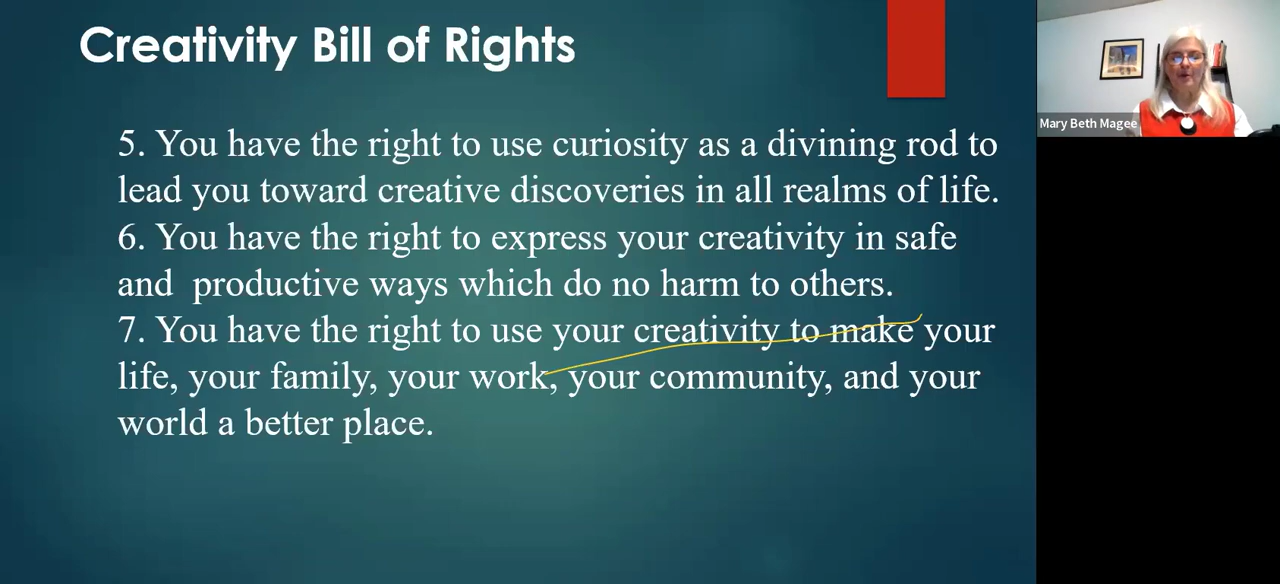 Creativity Bill of Rights
Mary Beth Magee
5. You have the right to use curiosity as a divining rod to
lead you toward creative discoveries in all realms of life.
6. You have the right to express your creativity in safe
and  productive ways which do no harm to others.
7. You have the right to use your creativity to make your
life, your family, your work, your community, and your
world a better place.